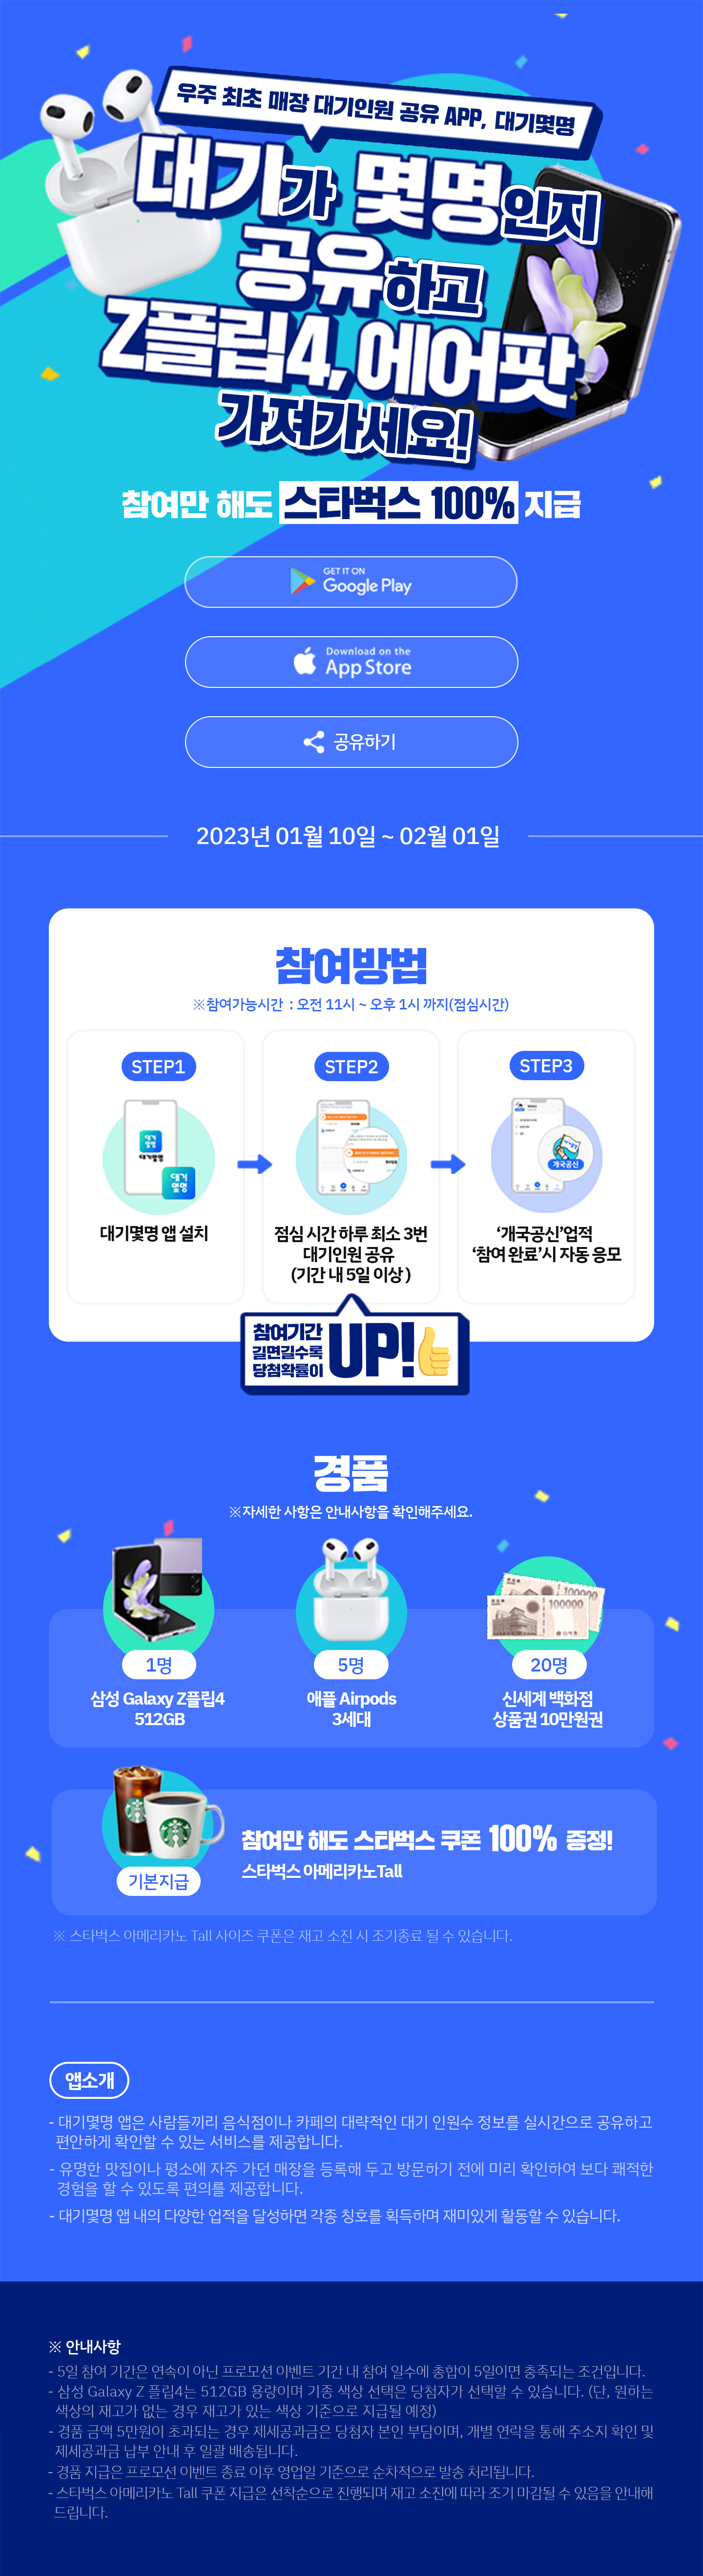 우주 최초 매장 대기인원 공유 APP, 대기몇명
대기가 몇명인지
공유하고
Z플립4, 에어팟
가져가세요!
참여만 해도 스타벅스 100% 지급
GET IT ON
Google Play
Download on the
App Store
공유하기
2023년 01월 10일 ~ 02월 01일
참여방법
※참여가능시간 : 오전 11시 ~ 오후 1시 까지(점심시간)
STEP1
대기
몇명
대기몇명
대기
몇명
대기몇명 앱 설치
STEP2
점심 시간 하루 최소 3번
대기인원 공유
(기간 내 5일 이상 )
STEP3
개국공신
‘개국공신’업적
‘참여 완료’시 자동 응모
참여기간
길면길수록
당첨확률이
UP!
경품
※자세한 사항은 안내사항을 확인해주세요.
1명
삼성 Galaxy Z플립4
512GB
5명
애플 Airpods
3세대
100000
100000
20명
신세계 백화점
상품권 10만원권
기본지급
참여만 해도 스타벅스 쿠폰 100% 증정!
스타벅스 아메리카노Tall
※ 스타벅스 아메리카노 Tall 사이즈 쿠폰은 재고 소진 시 조기종료 될 수 있습니다.
앱소개
- 대기몇명 앱은 사람들끼리 음식점이나 카페의 대략적인 대기 인원수 정보를 실시간으로 공유하고
편안하게 확인할 수 있는 서비스를 제공합니다.
- 유명한 맛집이나 평소에 자주 가던 매장을 등록해 두고 방문하기 전에 미리 확인하여 보다 쾌적한
경험을 할 수 있도록 편의를 제공합니다.
- 대기몇명 앱 내의 다양한 업적을 달성하면 각종 칭호를 획득하며 재미있게 활동할 수 있습니다.
※ 안내사항
- 5일 참여 기간은 연속이 아닌 프로모션 이벤트 기간 내 참여 일수에 총합이 5일이면 충족되는 조건입니다.
- 삼성 Galaxy Z 플립4는 512GB 용량이며 기종 색상 선택은 당첨자가 선택할 수 있습니다. (단, 원하는
색상의 재고가 없는 경우 재고가 있는 색상 기준으로 지급될 예정)
- 경품 금액 5만원이 초과되는 경우 제세공과금은 당첨자 본인 부담이며, 개별 연락을 통해 주소지 확인 및
제세공과금 납부 안내 후 일괄 배송됩니다.
- 경품 지급은 프로모션 이벤트 종료 이후 영업일 기준으로 순차적으로 발송 처리됩니다.
- 스타벅스 아메리카노 Tall 쿠폰 지급은 선착순으로 진행되며 재고 소진에 따라 조기 마감될 수 있음을 안내해
드립니다.